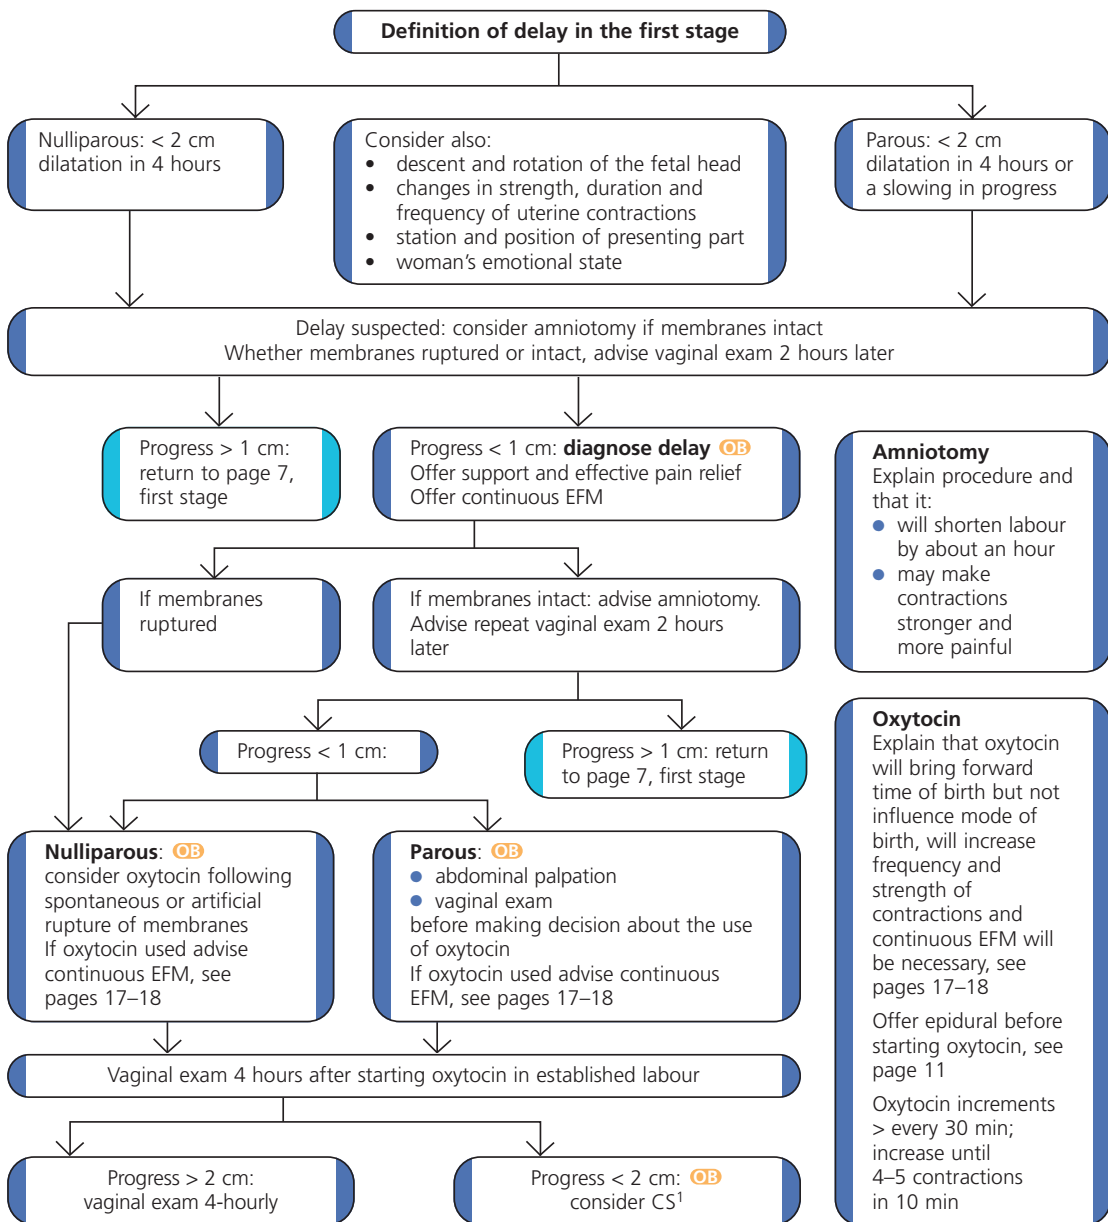 Definition of delay in the first stage
Nulliparous: < 2 cm
dilatation in 4 hours
Consider also:
• descent and rotation of the fetal head
• changes in strength, duration and
frequency of uterine contractions
• station and position of presenting part
• woman's emotional state
Parous: < 2 cm
dilatation in 4 hours or
a slowing in progress
Delay suspected: consider amniotomy if membranes intact
Whether membranes ruptured or intact, advise vaginal exam 2 hours later
Progress > 1 cm:
return to page 7,
first stage
Progress < 1 cm: diagnose delay OB
Offer support and effective pain relief
Offer continuous EFM
Amniotomy
Explain procedure and
that it:
• will shorten labour
by about an hour
• may make
contractions
stronger and
more painful
If membranes
ruptured
If membranes intact: advise amniotomy.
Advise repeat vaginal exam 2 hours
later
Progress < 1 cm:
Progress > 1 cm: return
to page 7, first stage
Oxytocin
Explain that oxytocin
will bring forward
time of birth but not
influence mode of
birth, will increase
frequency and
strength of
contractions and
continuous EFM will
be necessary, see
pages 17–18
Offer epidural before
starting oxytocin, see
page 11
Oxytocin increments
> every 30 min;
increase until
4–5 contractions
in 10 min
Nulliparous: OB
consider oxytocin following
spontaneous or artificial
rupture of membranes
If oxytocin used advise
continuous EFM, see
pages 17–18
Parous: OB
• abdominal palpation
• vaginal exam
before making decision about the use
of oxytocin
If oxytocin used advise continuous
EFM, see pages 17–18
Vaginal exam 4 hours after starting oxytocin in established labour
Progress > 2 cm:
vaginal exam 4-hourly
Progress < 2 cm: OB
consider CS¹